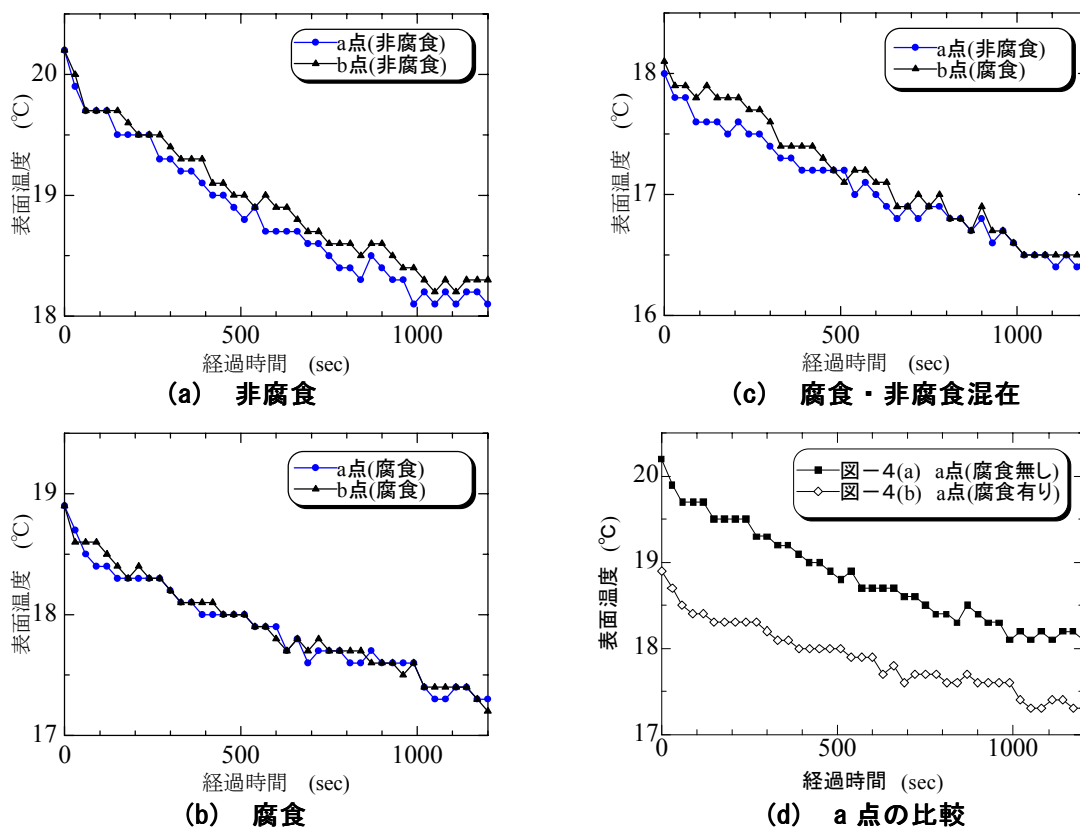 a点(非腐食)
b点(非腐食)
20
19
18
表面温度 (℃)
0 500 1000
経過時間 (sec)
(a) 非腐食
a点(腐食)
b点(腐食)
19
18
17
表面温度 (℃)
0 500 1000
経過時間 (sec)
(b) 腐食
a点(非腐食)
b点(腐食)
18
17
16
表面温度 (℃)
0 500 1000
経過時間 (sec)
(c) 腐食・非腐食混在
図－4(a) a点(腐食無し)
図－4(b) a点(腐食有り)
20
19
18
17
表面温度 (℃)
0 500 1000
経過時間 (sec)
(d) a点の比較